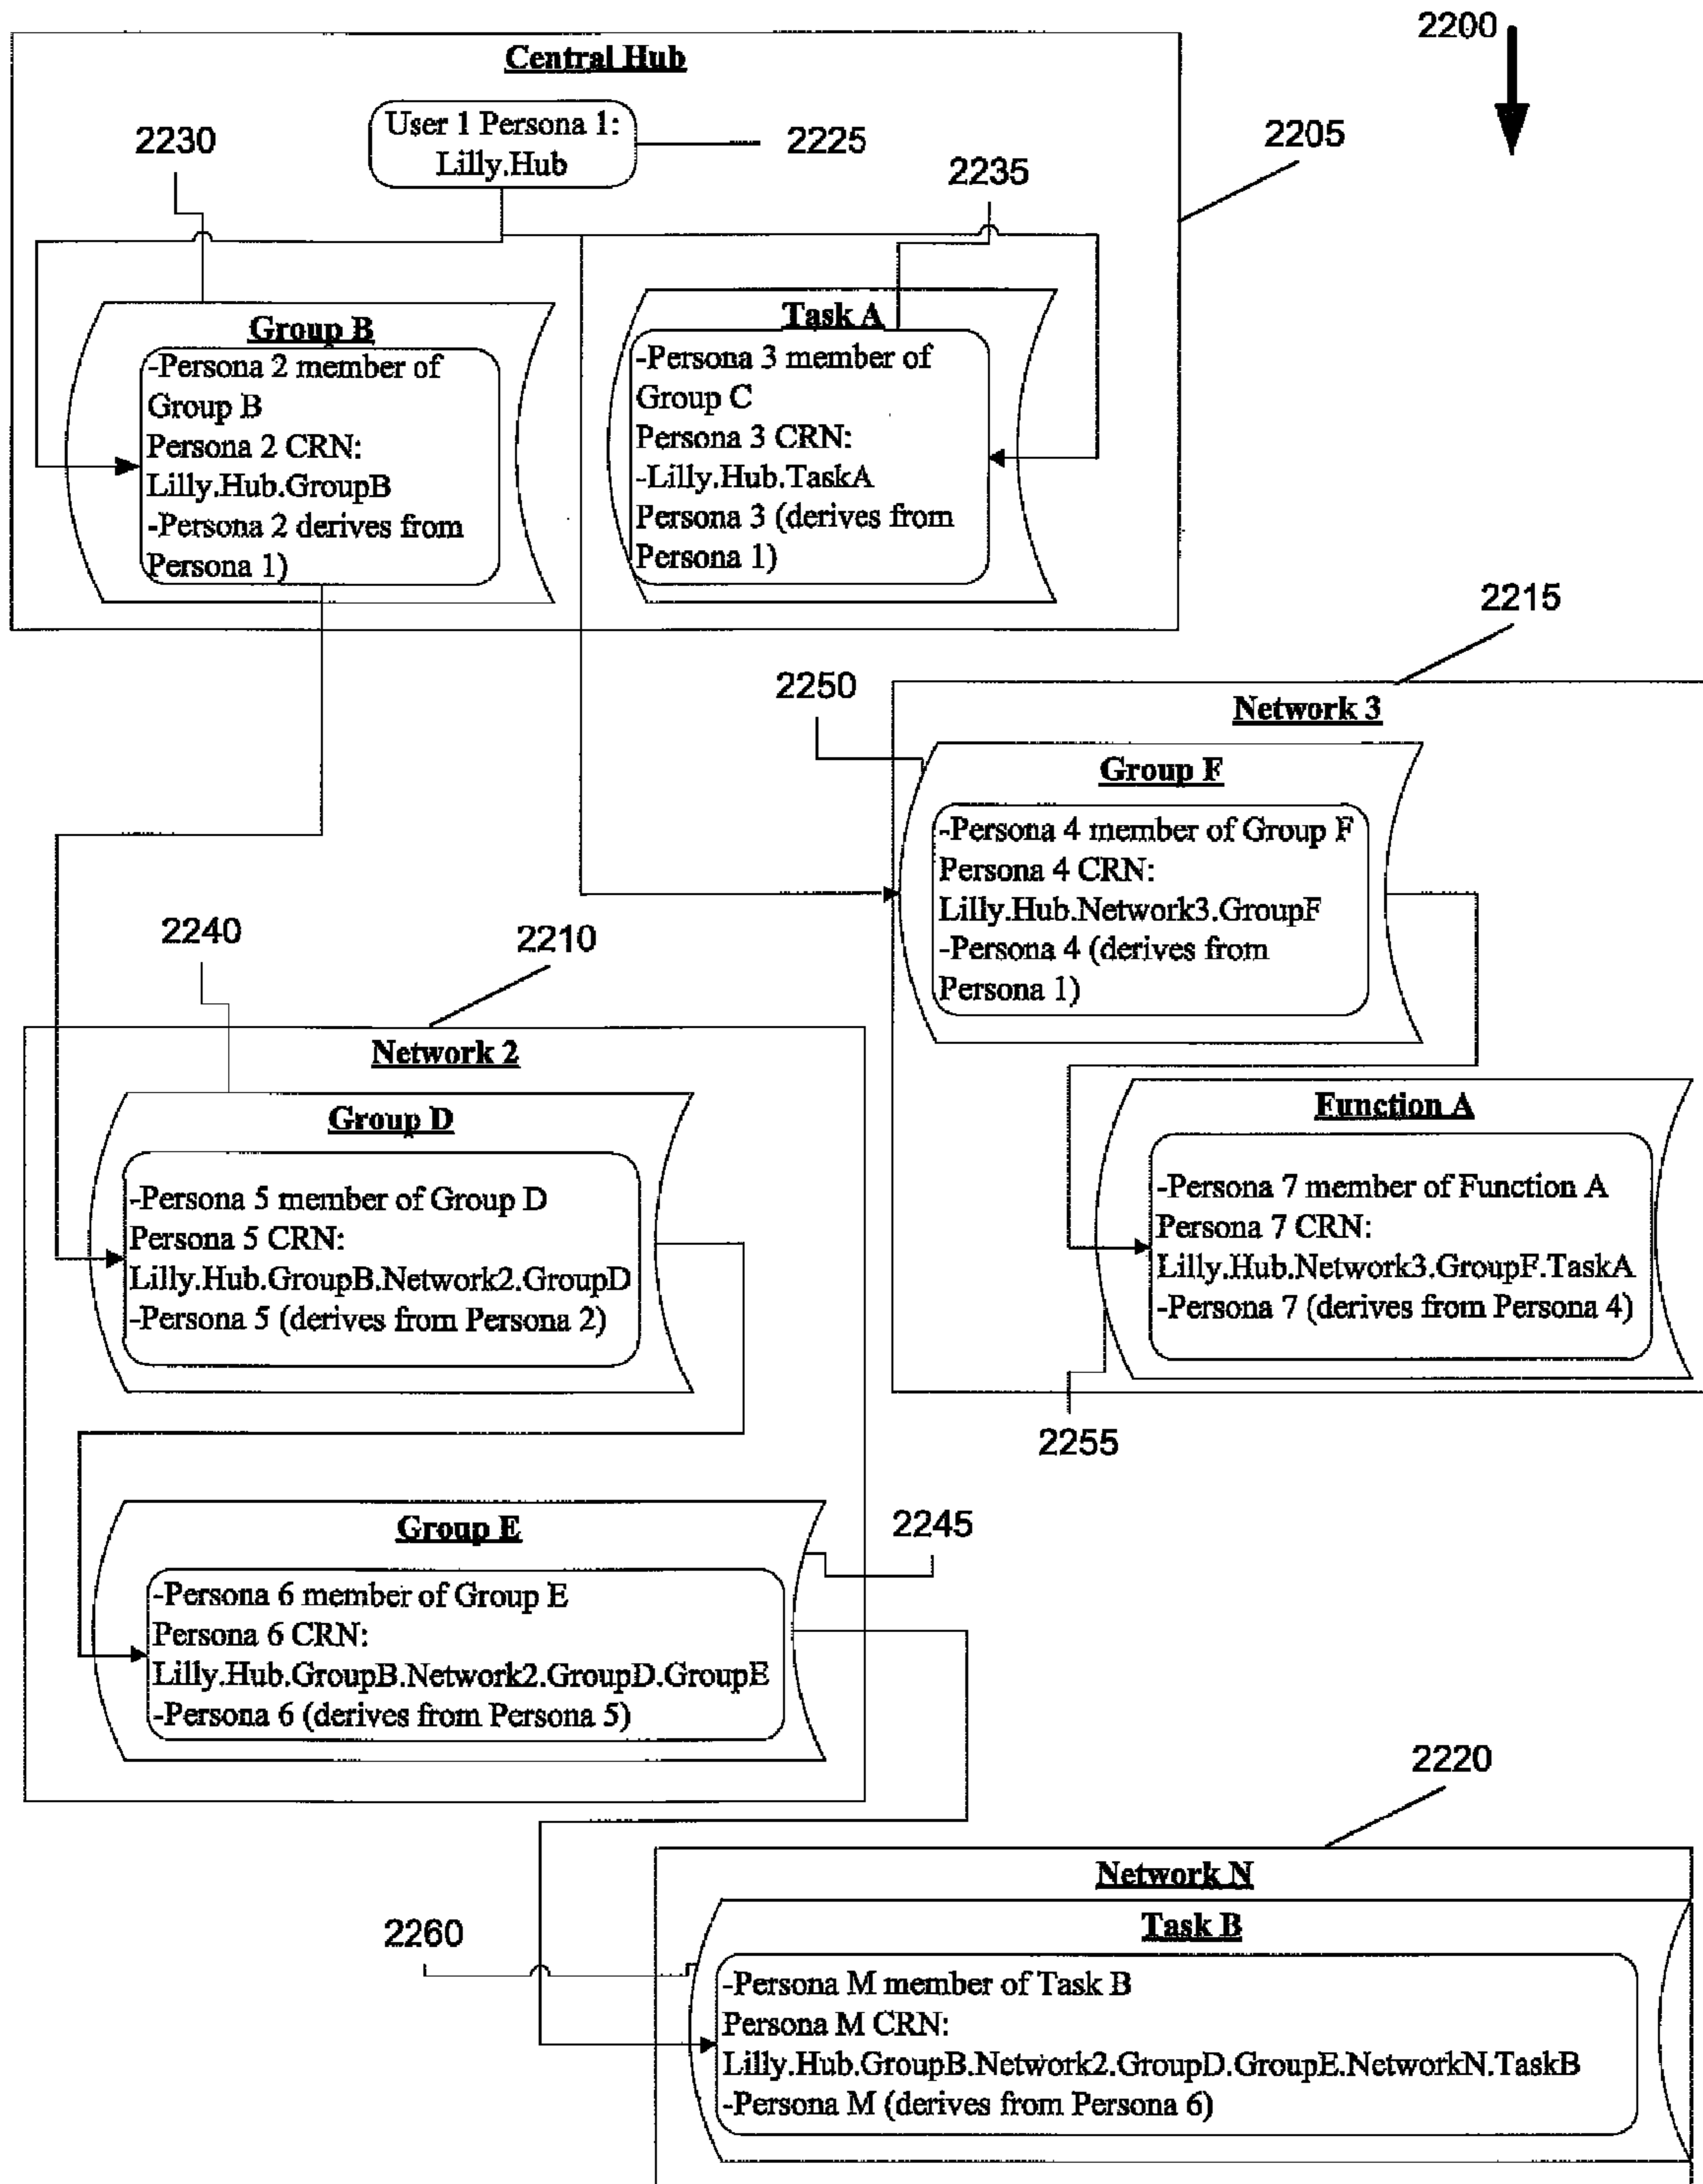 2200
Central Hub
User 1 Persona 1:
Lilly.Hub
2225
2205
2230
2235
Group B
-Persona 2 member of
Group B
Persona 2 CRN:
Lilly.Hub.GroupB
-Persona 2 derives from
Persona 1)
Task A
-Persona 3 member of
Group C
Persona 3 CRN:
-Lilly.Hub.TaskA
Persona 3 (derives from
Persona 1)
2215
2250
Network 3
Group F
-Persona 4 member of Group F
Persona 4 CRN:
Lilly.Hub.Network3.GroupF
-Persona 4 (derives from
Persona 1)
2240
2210
Network 2
Group D
-Persona 5 member of Group D
Persona 5 CRN:
Lilly.Hub.GroupB.Network2.GroupD
-Persona 5 (derives from Persona 2)
Function A
-Persona 7 member of Function A
Persona 7 CRN:
Lilly.Hub.Network3.GroupF.TaskA
-Persona 7 (derives from Persona 4)
2255
Group E
2245
-Persona 6 member of Group E
Persona 6 CRN:
Lilly.Hub.GroupB.Network2.GroupD.GroupE
-Persona 6 (derives from Persona 5)
2220
Network N
2260
Task B
-Persona M member of Task B
Persona M CRN:
Lilly.Hub.GroupB.Network2.GroupD.GroupE.NetworkN.TaskB
-Persona M (derives from Persona 6)